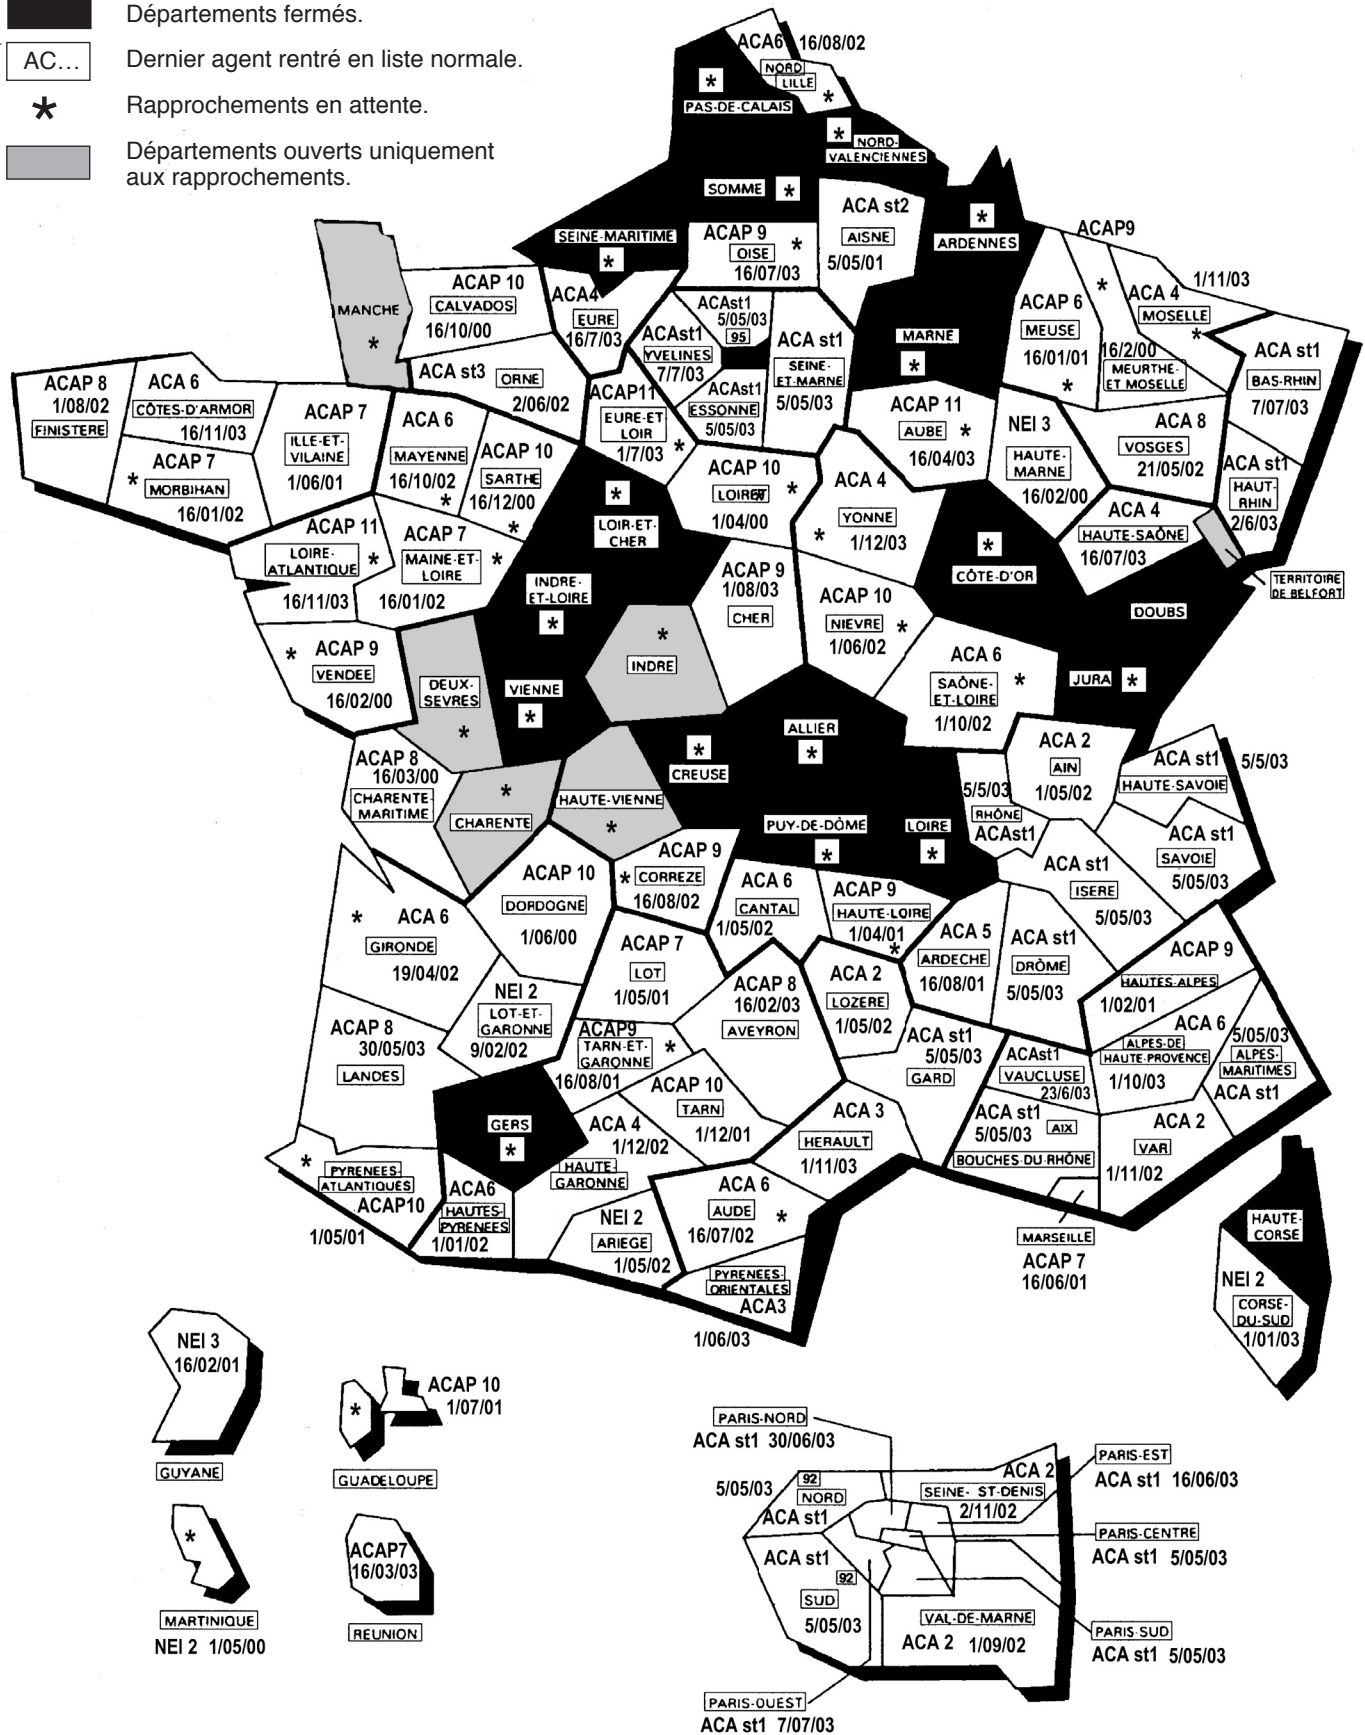 Départements fermés.
AC... Dernier agent rentré en liste normale.
* Rapprochements en attente.
Départements ouverts uniquement
aux rapprochements.
ACA6 16/08/02
NORD
LILLE
*
*
PAS-DE-CALAIS
*
NORD-
VALENCIENNES
SOMME *
ACA st2
AISNE
5/05/01
*
ARDENNES
SEINE-MARITIME
*
ACAP 9
OISE *
16/07/03
MANCHE
*
ACAP 10
CALVADOS
16/10/00
ACA4
EURE
16/7/03
ACAst1
5/05/03
95
ACAst1
YVELINES
7/7/03
ACAst1
ESSONNE
5/05/03
ACA st1
SEINE-
ET-MARNE
5/05/03
MARNE
*
ACAP 6
MEUSE
16/01/01
*
ACAP9
*
16/2/00
MEURTHE-
ET MOSELLE
1/11/03
ACA 4
MOSELLE
*
ACA st1
BAS-RHIN
7/07/03
ACAP 8
1/08/02
FINISTERE
ACA 6
CÔTES-D'ARMOR
16/11/03
ACAP 7
* MORBIHAN
16/01/02
ACAP 7
ILLE-ET-
VILAINE
1/06/01
ACA st3
ORNE
2/06/02
ACA 6
MAYENNE
16/10/02
*
ACAP 10
SARTHE
16/12/00
*
ACAP11
EURE-ET
LOIR
1/7/03 *
ACAP 11
AUBE *
16/04/03
NEI 3
HAUTE-
MARNE
16/02/00
ACA 8
VOSGES
21/05/02
ACA st1
HAUT-
RHIN
2/6/03
ACAP 11
LOIRE-
ATLANTIQUE *
16/11/03
ACAP 7
MAINE-ET- *
LOIRE
16/01/02
*
LOIR-ET-
CHER
ACAP 10
LOIRET *
1/04/00
ACA 4
YONNE
* 1/12/03
*
CÔTE-D'OR
ACA 4
HAUTE-SAÔNE
16/07/03
TERRITOIRE
DE BELFORT
DOUBS
INDRE-
ET-LOIRE
*
ACAP 9
1/08/03
CHER
ACAP 10
NIEVRE *
1/06/02
ACAP 9
* VENDEE
16/02/00
DEUX-
SEVRES
*
VIENNE
*
*
INDRE
ACA 6
SAÔNE- *
ET-LOIRE
1/10/02
JURA *
ACAP 8
16/03/00
CHARENTE-
MARITIME
*
CHARENTE
HAUTE-VIENNE
*
*
CREUSE
ALLIER
*
ACA 2
AIN
1/05/02
ACA st1 5/5/03
HAUTE-SAVOIE
5/5/03
RHÔNE
ACAst1
ACA st1
SAVOIE
5/05/03
PUY-DE-DÔME
*
LOIRE
*
ACA st1
ISERE
5/05/03
ACAP 10
DORDOGNE
1/06/00
ACAP 9
* CORREZE
16/08/02
ACA 6
CANTAL
1/05/02
ACAP 9
HAUTE-LOIRE
1/04/01
*
ACA 6
*
GIRONDE
19/04/02
ACAP 7
LOT
1/05/01
ACAP 8
16/02/03
AVEYRON
ACA 2
LOZERE
1/05/02
ACA 5
ARDECHE
16/08/01
ACA st1
DRÔME
5/05/03
ACAP 9
HAUTES-ALPES
1/02/01
ACAP 8
30/05/03
LANDES
NEI 2
LOT-ET-
GARONNE
9/02/02
ACAP9
TARN-ET- *
GARONNE
16/08/01
ACAP 10
TARN
1/12/01
ACA st1
5/05/03
GARD
ACAst1
VAUCLUSE
23/6/03
ACA 6
ALPES-DE
HAUTE-PROVENCE
1/10/03
5/05/03
ALPES-
MARITIMES
ACA st1
GERS
*
ACA 4
1/12/02
HAUTE-
GARONNE
ACA 3
HERAULT
1/11/03
ACA st1
5/05/03 AIX
BOUCHES-DU-RHÔNE
ACA 2
VAR
1/11/02
*
PYRENEES-
ATLANTIQUES
ACAP10
1/05/01
ACA6
HAUTES-
PYRENEES
1/01/02
NEI 2
ARIEGE
1/05/02
ACA 6
AUDE *
16/07/02
PYRENEES-
ORIENTALES
ACA3
1/06/03
MARSEILLE
ACAP 7
16/06/01
HAUTE-
CORSE
NEI 2
CORSE-
DU-SUD
1/01/03
NEI 3
16/02/01
GUYANE
ACAP 10
1/07/01
*
GUADELOUPE
*
MARTINIQUE
NEI 2 1/05/00
ACAP7
16/03/03
REUNION
PARIS-NORD
ACA st1 30/06/03
5/05/03
92
NORD
ACA st1
ACA 2
SEINE- ST-DENIS
2/11/02
PARIS-EST
ACA st1 16/06/03
PARIS-CENTRE
ACA st1 5/05/03
ACA st1
92
SUD
5/05/03
VAL-DE-MARNE
ACA 2 1/09/02
PARIS-SUD
ACA st1 5/05/03
PARIS-OUEST
ACA st1 7/07/03